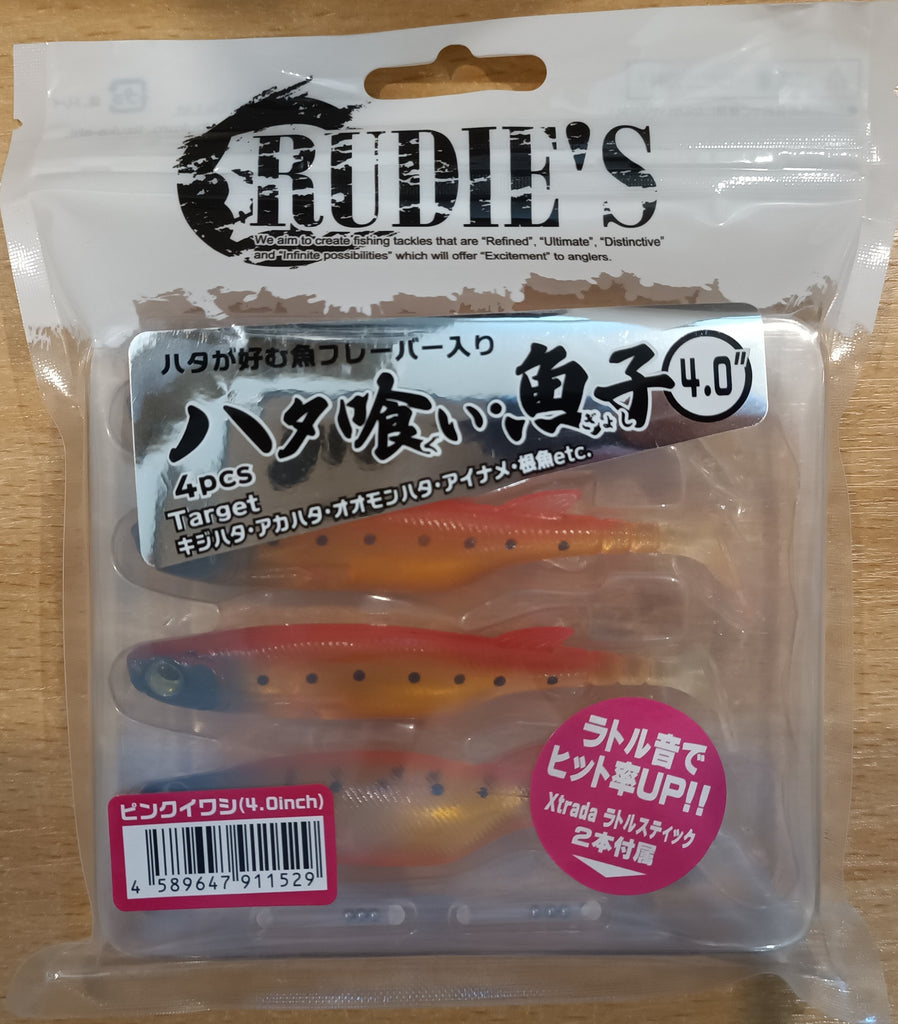 RUDIE'S
We aim to create fishing tackles that are "Refined", "Ultimate", "Distinctive"
and "Infinite possibilities" which will offer "Excitement" to anglers.
ハタが好む魚フレーバー入り
ハタ喰い・魚子 4.0"
く ぎょし
4pcs
Target
キジハタ・アカハタ・オオモンハタ・アイナメ・根魚etc.
ラトル音で
ヒット率UP!!
Xtrada ラトルスティック
2本付属
ピンクイワシ(4.0inch)
4 589647 911529